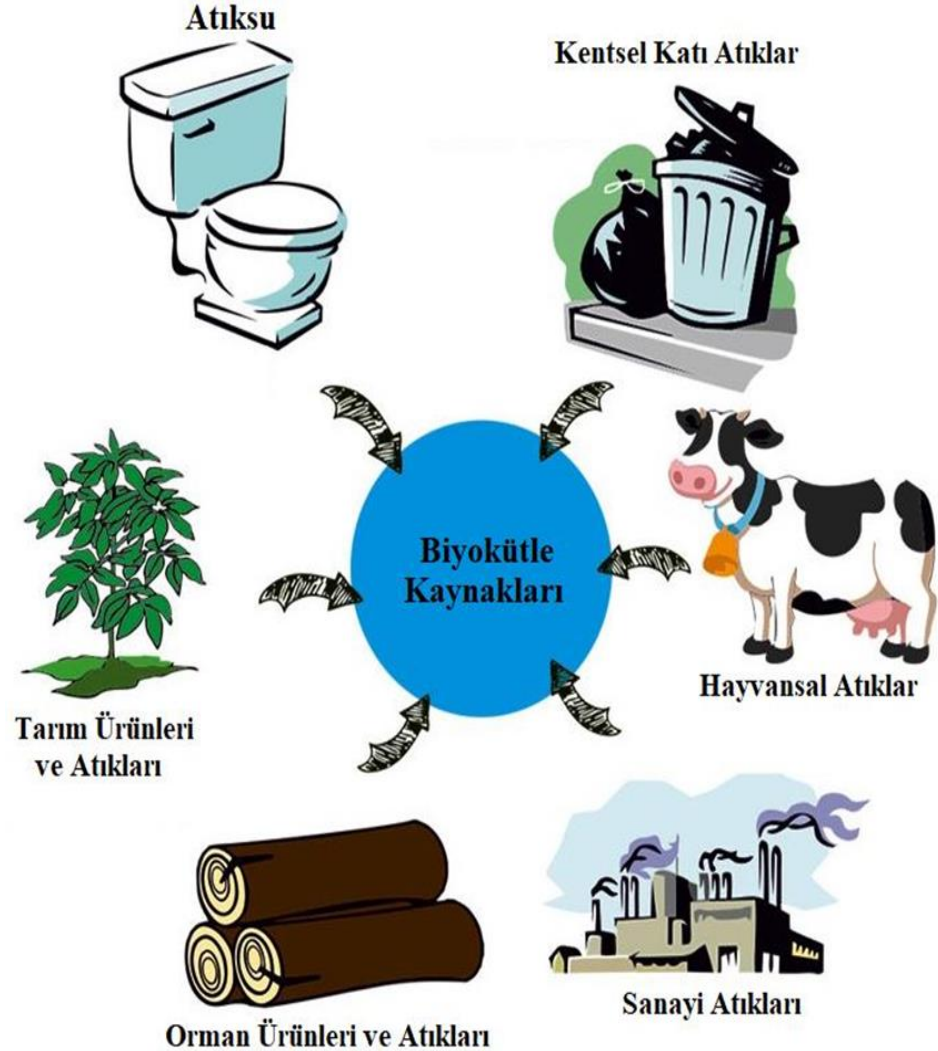 Atıksu
Kentsel Katı Atıklar
Biyokütle
Kaynakları
Hayvansal Atıklar
Tarım Ürünleri
ve Atıkları
Sanayi Atıkları
Orman Ürünleri ve Atıkları